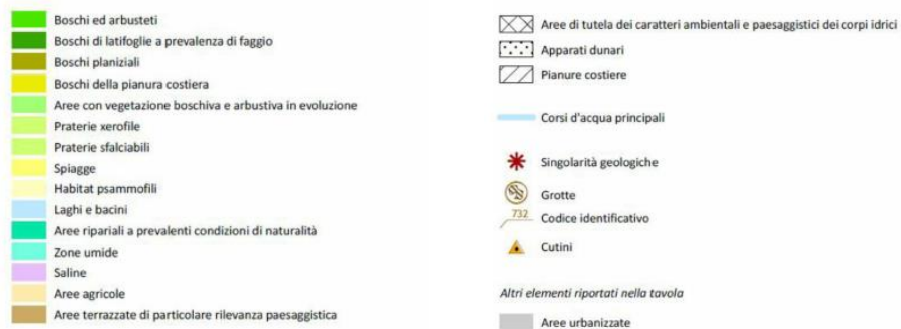 Boschi ed arbusteti
Boschi di latifoglie a prevalenza di faggio
Boschi planiziali
Boschi della pianura costiera
Aree con vegetazione boschiva e arbustiva in evoluzione
Praterie xerofile
Praterie sfalciabili
Spiagge
Habitat psammofili
Laghi e bacini
Aree ripariali a prevalenti condizioni di naturalità
Zone umide
Saline
Aree agricole
Aree terrazzate di particolare rilevanza paesaggistica
Aree di tutela dei caratteri ambientali e paesaggistici dei corpi idrici
Apparati dunari
Pianure costiere
Corsi d'acqua principali
Singolarità geologiche
Grotte
732 Codice identificativo
Cutini
Altri elementi riportati nella tavola
Aree urbanizzate